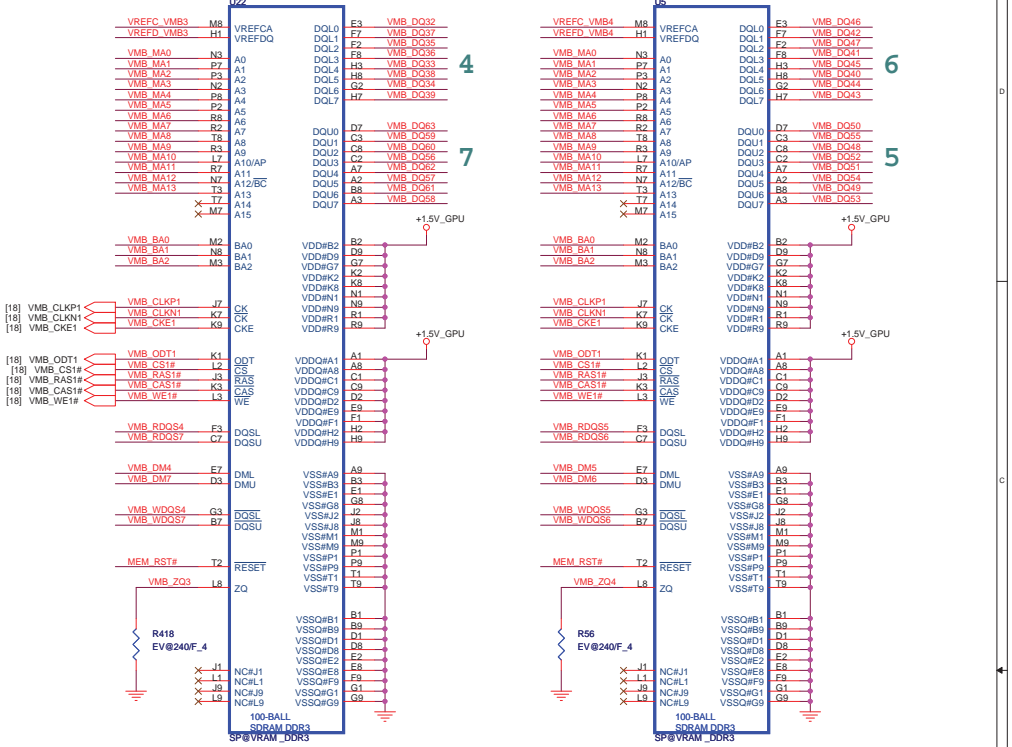 U22
VREFC_VMB3 M8 VREFCA
VREFD_VMB3 H1 VREFDQ
VMB_MA0 N3 A0
VMB_MA1 P7 A1
VMB_MA2 P3 A2
VMB_MA3 N2 A3
VMB_MA4 P8 A4
VMB_MA5 P2 A5
VMB_MA6 R8 A6
VMB_MA7 R2 A7
VMB_MA8 T8 A8
VMB_MA9 R3 A9
VMB_MA10 L7 A10/AP
VMB_MA11 R7 A11
VMB_MA12 N7 A12/BC
VMB_MA13 T3 A13
T7 A14
M7 A15
VMB_BA0 M2 BA0
VMB_BA1 N8 BA1
VMB_BA2 M3 BA2
[18] VMB_CLKP1 VMB_CLKP1 J7 CK
[18] VMB_CLKN1 VMB_CLKN1 K7 CK
[18] VMB_CKE1 VMB_CKE1 K9 CKE
[18] VMB_ODT1 VMB_ODT1 K1 ODT
[18] VMB_CS1# VMB_CS1# L2 CS
[18] VMB_RAS1# VMB_RAS1# J3 RAS
[18] VMB_CAS1# VMB_CAS1# K3 CAS
[18] VMB_WE1# VMB_WE1# L3 WE
VMB_RDQS4 F3 DQSL
VMB_RDQS7 C7 DQSU
VMB_DM4 E7 DML
VMB_DM7 D3 DMU
VMB_WDQS4 G3 DQSL
VMB_WDQS7 B7 DQSU
MEM_RST# T2 RESET
VMB_ZQ3 L8 ZQ
R418
EV@240/F_4
J1 NC#J1
L1 NC#L1
J9 NC#J9
L9 NC#L9
DQL0 E3 VMB_DQ32
DQL1 F7 VMB_DQ37
DQL2 F2 VMB_DQ35
DQL3 F8 VMB_DQ36
DQL4 H3 VMB_DQ33
DQL5 H8 VMB_DQ38
DQL6 G2 VMB_DQ34
DQL7 H7 VMB_DQ39
4
DQU0 D7 VMB_DQ63
DQU1 C3 VMB_DQ59
DQU2 C8 VMB_DQ60
DQU3 C2 VMB_DQ56
DQU4 A7 VMB_DQ62
DQU5 A2 VMB_DQ57
DQU6 B8 VMB_DQ61
DQU7 A3 VMB_DQ58
7
+1.5V_GPU
VDD#B2 B2
VDD#D9 D9
VDD#G7 G7
VDD#K2 K2
VDD#K8 K8
VDD#N1 N1
VDD#N9 N9
VDD#R1 R1
VDD#R9 R9
+1.5V_GPU
VDDQ#A1 A1
VDDQ#A8 A8
VDDQ#C1 C1
VDDQ#C9 C9
VDDQ#D2 D2
VDDQ#E9 E9
VDDQ#F1 F1
VDDQ#H2 H2
VDDQ#H9 H9
VSS#A9 A9
VSS#B3 B3
VSS#E1 E1
VSS#G8 G8
VSS#J2 J2
VSS#J8 J8
VSS#M1 M1
VSS#M9 M9
VSS#P1 P1
VSS#P9 P9
VSS#T1 T1
VSS#T9 T9
VSSQ#B1 B1
VSSQ#B9 B9
VSSQ#D1 D1
VSSQ#D8 D8
VSSQ#E2 E2
VSSQ#E8 E8
VSSQ#F9 F9
VSSQ#G1 G1
VSSQ#G9 G9
100-BALL
SDRAM DDR3
SP@VRAM _DDR3
U5
VREFC_VMB4 M8 VREFCA
VREFD_VMB4 H1 VREFDQ
VMB_MA0 N3 A0
VMB_MA1 P7 A1
VMB_MA2 P3 A2
VMB_MA3 N2 A3
VMB_MA4 P8 A4
VMB_MA5 P2 A5
VMB_MA6 R8 A6
VMB_MA7 R2 A7
VMB_MA8 T8 A8
VMB_MA9 R3 A9
VMB_MA10 L7 A10/AP
VMB_MA11 R7 A11
VMB_MA12 N7 A12/BC
VMB_MA13 T3 A13
T7 A14
M7 A15
VMB_BA0 M2 BA0
VMB_BA1 N8 BA1
VMB_BA2 M3 BA2
VMB_CLKP1 J7 CK
VMB_CLKN1 K7 CK
VMB_CKE1 K9 CKE
VMB_ODT1 K1 ODT
VMB_CS1# L2 CS
VMB_RAS1# J3 RAS
VMB_CAS1# K3 CAS
VMB_WE1# L3 WE
VMB_RDQS5 F3 DQSL
VMB_RDQS6 C7 DQSU
VMB_DM5 E7 DML
VMB_DM6 D3 DMU
VMB_WDQS5 G3 DQSL
VMB_WDQS6 B7 DQSU
MEM_RST# T2 RESET
VMB_ZQ4 L8 ZQ
R56
EV@240/F_4
J1 NC#J1
L1 NC#L1
J9 NC#J9
L9 NC#L9
DQL0 E3 VMB_DQ46
DQL1 F7 VMB_DQ42
DQL2 F2 VMB_DQ47
DQL3 F8 VMB_DQ41
DQL4 H3 VMB_DQ45
DQL5 H8 VMB_DQ40
DQL6 G2 VMB_DQ44
DQL7 H7 VMB_DQ43
6
DQU0 D7 VMB_DQ50
DQU1 C3 VMB_DQ55
DQU2 C8 VMB_DQ48
DQU3 C2 VMB_DQ52
DQU4 A7 VMB_DQ51
DQU5 A2 VMB_DQ54
DQU6 B8 VMB_DQ49
DQU7 A3 VMB_DQ53
5
+1.5V_GPU
VDD#B2 B2
VDD#D9 D9
VDD#G7 G7
VDD#K2 K2
VDD#K8 K8
VDD#N1 N1
VDD#N9 N9
VDD#R1 R1
VDD#R9 R9
+1.5V_GPU
VDDQ#A1 A1
VDDQ#A8 A8
VDDQ#C1 C1
VDDQ#C9 C9
VDDQ#D2 D2
VDDQ#E9 E9
VDDQ#F1 F1
VDDQ#H2 H2
VDDQ#H9 H9
VSS#A9 A9
VSS#B3 B3
VSS#E1 E1
VSS#G8 G8
VSS#J2 J2
VSS#J8 J8
VSS#M1 M1
VSS#M9 M9
VSS#P1 P1
VSS#P9 P9
VSS#T1 T1
VSS#T9 T9
VSSQ#B1 B1
VSSQ#B9 B9
VSSQ#D1 D1
VSSQ#D8 D8
VSSQ#E2 E2
VSSQ#E8 E8
VSSQ#F9 F9
VSSQ#G1 G1
VSSQ#G9 G9
100-BALL
SDRAM DDR3
SP@VRAM _DDR3
D
C